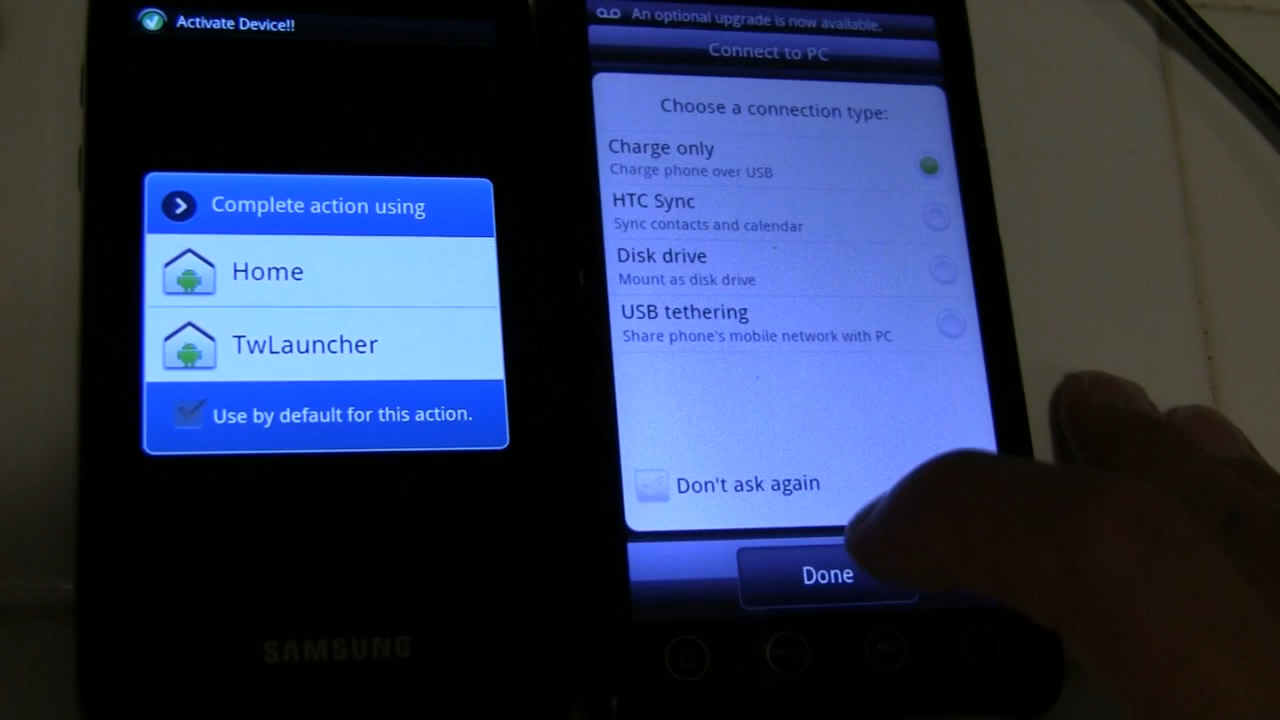 Activate Device!!
Complete action using
Home
TwLauncher
Use by default for this action.
SAMSUNG
An optional upgrade is now available.
Connect to PC
Choose a connection type:
Charge only
Charge phone over USB
HTC Sync
Sync contacts and calendar
Disk drive
Mount as disk drive
USB tethering
Share phone's mobile network with PC
Don't ask again
Done